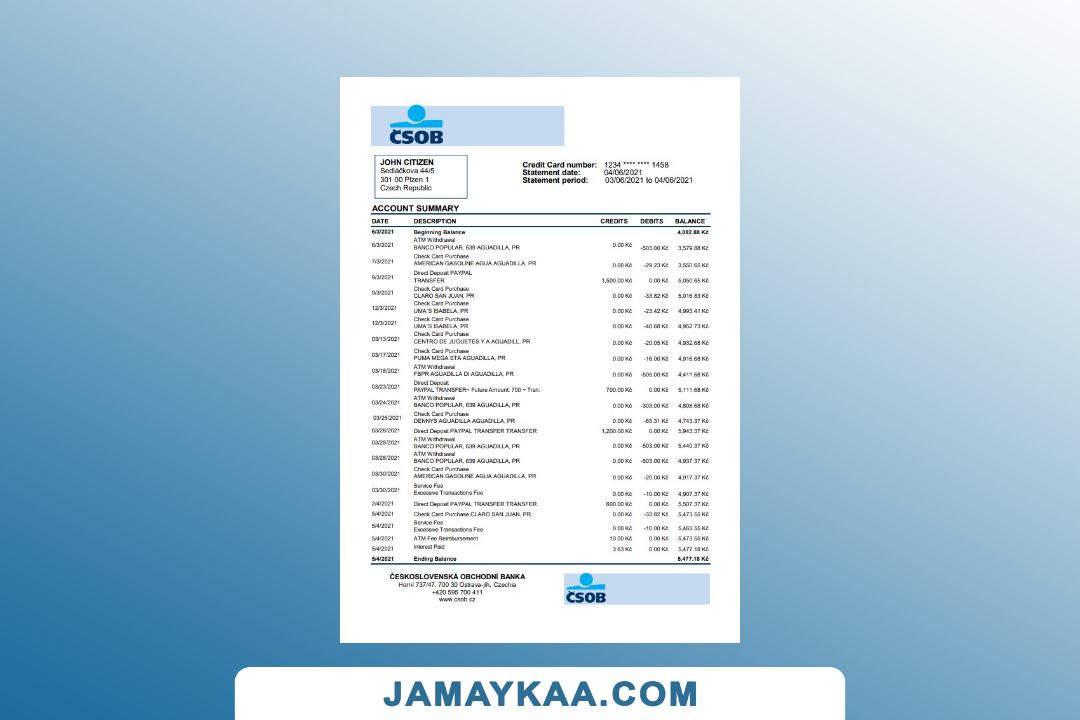 ČSOB
JOHN CITIZEN
Sedláčkova 44/5
301 00 Plzen 1
Czech Republic
Credit Card number: 1234 **** **** 1458
Statement date: 04/06/2021
Statement period: 03/06/2021 to 04/06/2021
ACCOUNT SUMMARY
DATE DESCRIPTION CREDITS DEBITS BALANCE
6/3/2021 Beginning Balance 4,082.88 Kč
ATM Withdrawal
6/3/2021 BANCO POPULAR, 639 AGUADILLA, PR 0.00 Kč -503.00 Kč 3,579.88 Kč
Check Card Purchase
7/3/2021 AMERICAN GASOLINE AGUA AGUADILLA, PR 0.00 Kč -29.23 Kč 3,550.65 Kč
Direct Deposit PAYPAL
9/3/2021 TRANSFER 1,500.00 Kč 0.00 Kč 5,050.65 Kč
Check Card Purchase
9/3/2021 CLARO SAN JUAN, PR 0.00 Kč -33.82 Kč 5,016.83 Kč
Check Card Purchase
12/3/2021 UMA'S ISABELA, PR 0.00 Kč -23.42 Kč 4,993.41 Kč
Check Card Purchase
12/3/2021 UMA'S ISABELA, PR 0.00 Kč -40.68 Kč 4,952.73 Kč
Check Card Purchase
03/13/2021 CENTRO DE JUGUETES Y A AGUADILL, PR 0.00 Kč -20.05 Kč 4,932.68 Kč
Check Card Purchase
03/17/2021 PUMA MEGA STA AGUADILLA, PR 0.00 Kč -16.00 Kč 4,916.68 Kč
ATM Withdrawal
03/18/2021 FBPR AGUADILLA DI AGUADILLA, PR 0.00 Kč -505.00 Kč 4,411.68 Kč
Direct Deposit
03/23/2021 PAYPAL TRANSFER~ Future Amount: 700 ~ Tran: 700.00 Kč 0.00 Kč 5,111.68 Kč
ATM Withdrawal
03/24/2021 BANCO POPULAR, 639 AGUADILLA, PR 0.00 Kč -303.00 Kč 4,808.68 Kč
Check Card Purchase
03/25/2021 DENNYS AGUADILLA AGUADILLA, PR 0.00 Kč -65.31 Kč 4,743.37 Kč
03/28/2021 Direct Deposit PAYPAL TRANSFER TRANSFER 1,200.00 Kč 0.00 Kč 5,943.37 Kč
ATM Withdrawal
03/28/2021 BANCO POPULAR, 639 AGUADILLA, PR 0.00 Kč -503.00 Kč 5,440.37 Kč
ATM Withdrawal
03/28/2021 BANCO POPULAR, 639 AGUADILLA, PR 0.00 Kč -503.00 Kč 4,937.37 Kč
Check Card Purchase
03/30/2021 AMERICAN GASOLINE AGUA AGUADILLA, PR 0.00 Kč -20.00 Kč 4,917.37 Kč
Service Fee
03/30/2021 Excessive Transactions Fee 0.00 Kč -10.00 Kč 4,907.37 Kč
2/4/2021 Direct Deposit PAYPAL TRANSFER TRANSFER 600.00 Kč 0.00 Kč 5,507.37 Kč
5/4/2021 Check Card Purchase CLARO SAN JUAN, PR 0.00 Kč -33.82 Kč 5,473.55 Kč
Service Fee
5/4/2021 Excessive Transactions Fee 0.00 Kč -10.00 Kč 5,463.55 Kč
5/4/2021 ATM Fee Reimbursement 10.00 Kč 0.00 Kč 5,473.55 Kč
5/4/2021 Interest Paid 3.63 Kč 0.00 Kč 5,477.18 Kč
5/4/2021 Ending Balance 5,477.18 Kč
ČESKOSLOVENSKÁ OBCHODNÍ BANKA
Horní 737/47, 700 30 Ostrava-jih, Czechia
+420 595 700 411
www.csob.cz
ČSOB
JAMAYKAA.COM